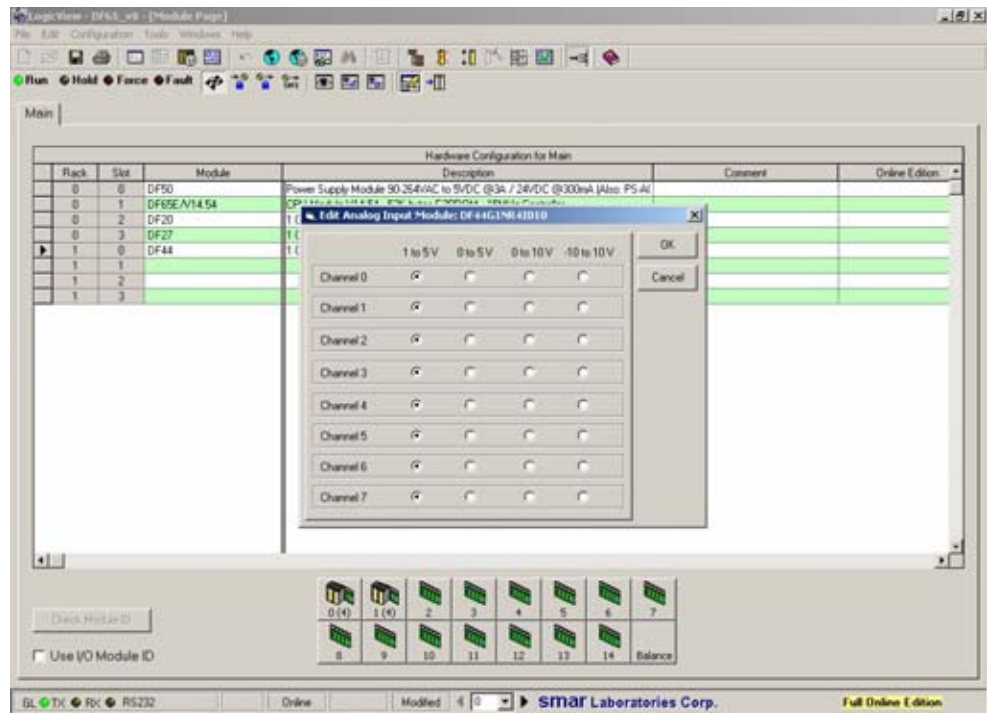 LogicView - DF65_v8 - [Module Page]
File Edit Configuration Tools Windows Help
Run Hold Force Fault
Main
Hardware Configuration for Main
Rack Slot Module Description Comment Online Edition
0 0 DF50 Power Supply Module 90-264VAC to 5VDC @3A / 24VDC @300mA (Also: PS-AC
0 1 DF65E /V14.54
0 2 DF20
0 3 DF27
1 0 DF44
1 1
1 2
1 3
Edit Analog Input Module: DF44G1NR4ID10
1 to 5 V 0 to 5 V 0 to 10 V -10 to 10 V
OK
Cancel
Channel 0
Channel 1
Channel 2
Channel 3
Channel 4
Channel 5
Channel 6
Channel 7
0 (4) 1 (4) 2 3 4 5 6 7
8 9 10 11 12 13 14 Balance
Check Module ID
Use I/O Module ID
GL TX RX RS232 Online Modified 0 smar Laboratories Corp. Full Online Edition